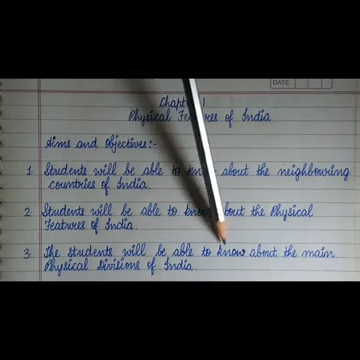 DATE
Chapter 1
Physical Features of India
Aims and Objectives:-
1. Students will be able to know about the neighbouring
countries of India.
2. Students will be able to know about the Physical
Features of India.
3. The students will be able to know about the main
Physical Divisions of India.